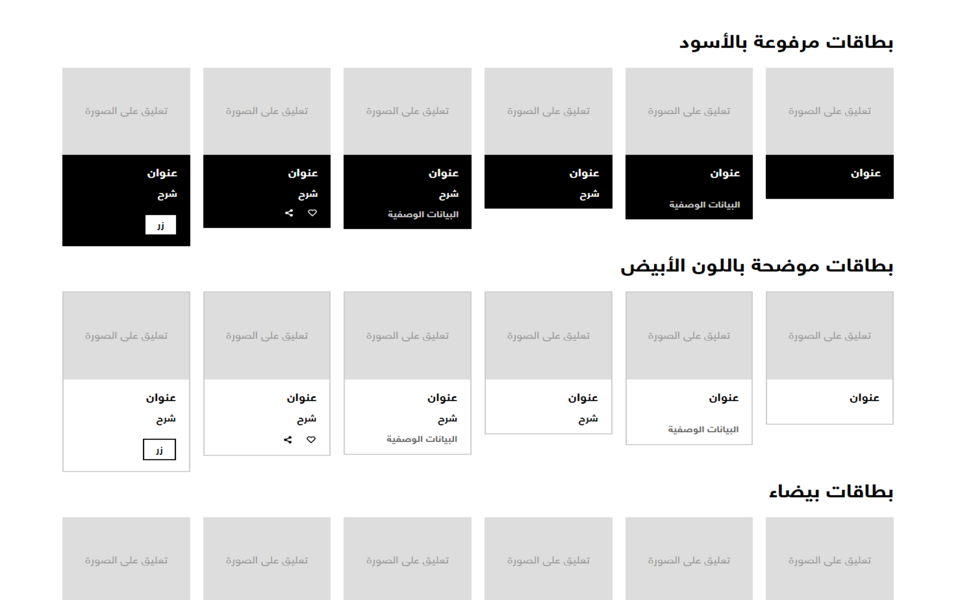 بطاقات مرفوعة بالأسود
تعليق على الصورة تعليق على الصورة تعليق على الصورة تعليق على الصورة تعليق على الصورة تعليق على الصورة
عنوان عنوان عنوان عنوان عنوان عنوان
شرح شرح شرح شرح
البيانات الوصفية البيانات الوصفية
زر
بطاقات موضحة باللون الأبيض
تعليق على الصورة تعليق على الصورة تعليق على الصورة تعليق على الصورة تعليق على الصورة تعليق على الصورة
عنوان عنوان عنوان عنوان عنوان عنوان
شرح شرح شرح شرح
البيانات الوصفية البيانات الوصفية
زر
بطاقات بيضاء
تعليق على الصورة تعليق على الصورة تعليق على الصورة تعليق على الصورة تعليق على الصورة تعليق على الصورة